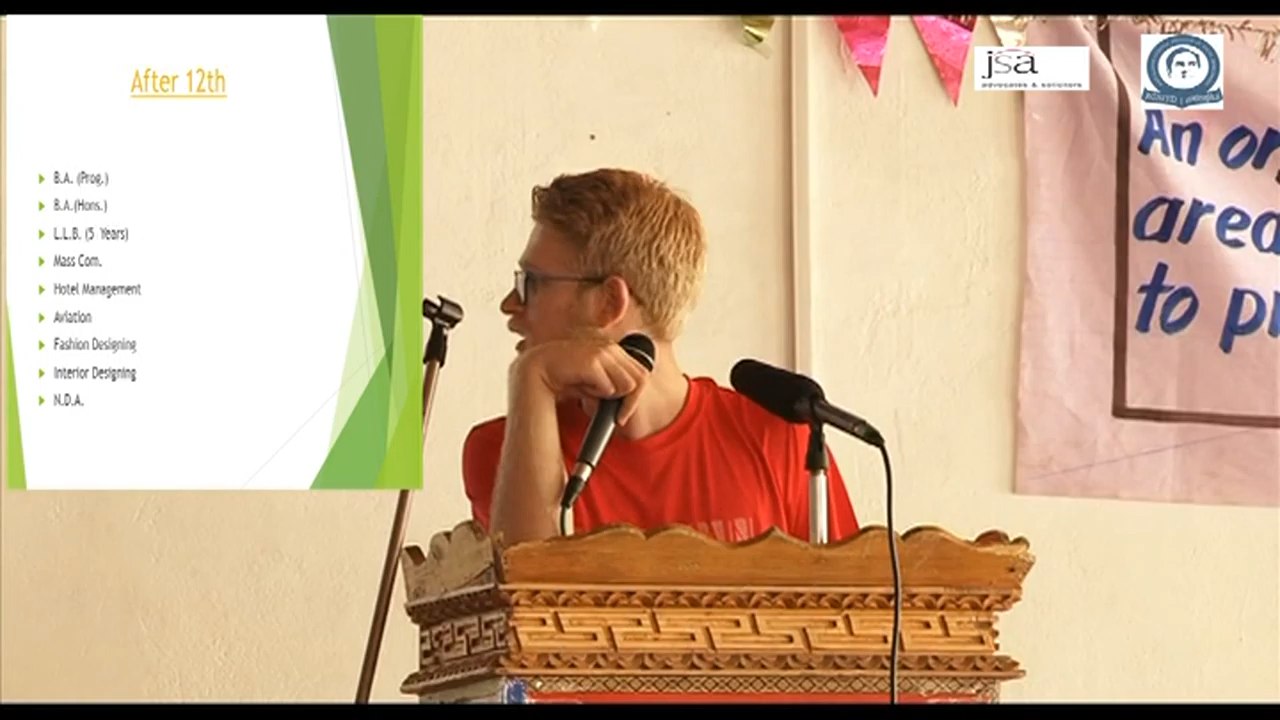 After 12th
B.A. (Prog.)
B.A.(Hons.)
L.L.B. (5 Years)
Mass Com.
Hotel Management
Aviation
Fashion Designing
Interior Designing
N.D.A.
jsa
advocates & solicitors
An or
area
to pr